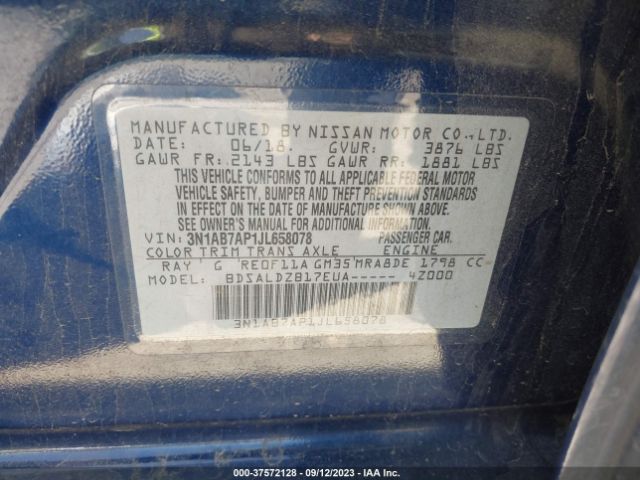 MANUFACTURED BY NISSAN MOTOR CO.,LTD.
DATE: 06/18. GVWR: 3876 LBS
GAWR FR: 2143 LBS GAWR RR: 1881 LBS
THIS VEHICLE CONFORMS TO ALL APPLICABLE FEDERAL MOTOR
VEHICLE SAFETY, BUMPER AND THEFT PREVENTION STANDARDS
IN EFFECT ON THE DATE OF MANUFACTURE SHOWN ABOVE.
SEE OWNER'S MANUAL FOR ADDITIONAL INFORMATION.
VIN: 3N1AB7AP1JL658078 PASSENGER CAR.
COLOR TRIM TRANS AXLE ENGINE
RAY G RE0F11A GM35 MRA8DE 1798 CC
MODEL: BDSALDZB17EUA----- 4Z000
3N1AB7AP1JL658078
000-37572128 - 09/12/2023 - IAA Inc.